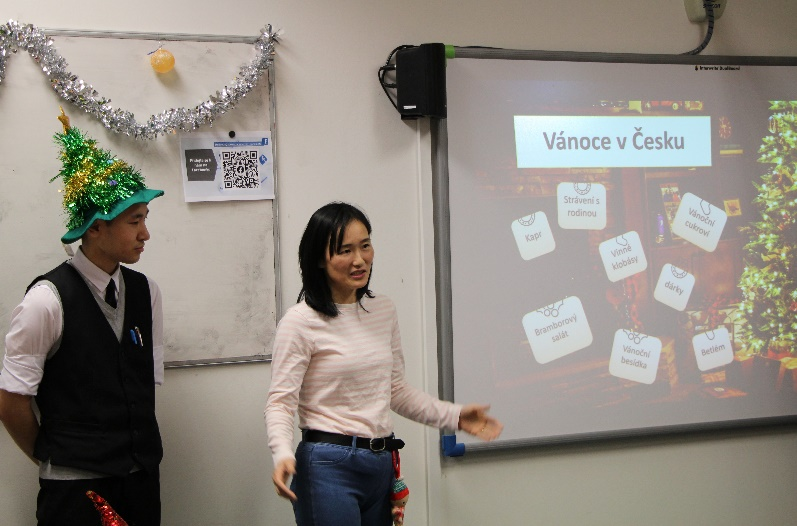 Vánoce v Česku
Strávení s
rodinou
Vánoční
cukroví
Kapr
Vinné
klobásy
dárky
Bramborový
salát
Vánoční
besídka
Betlém